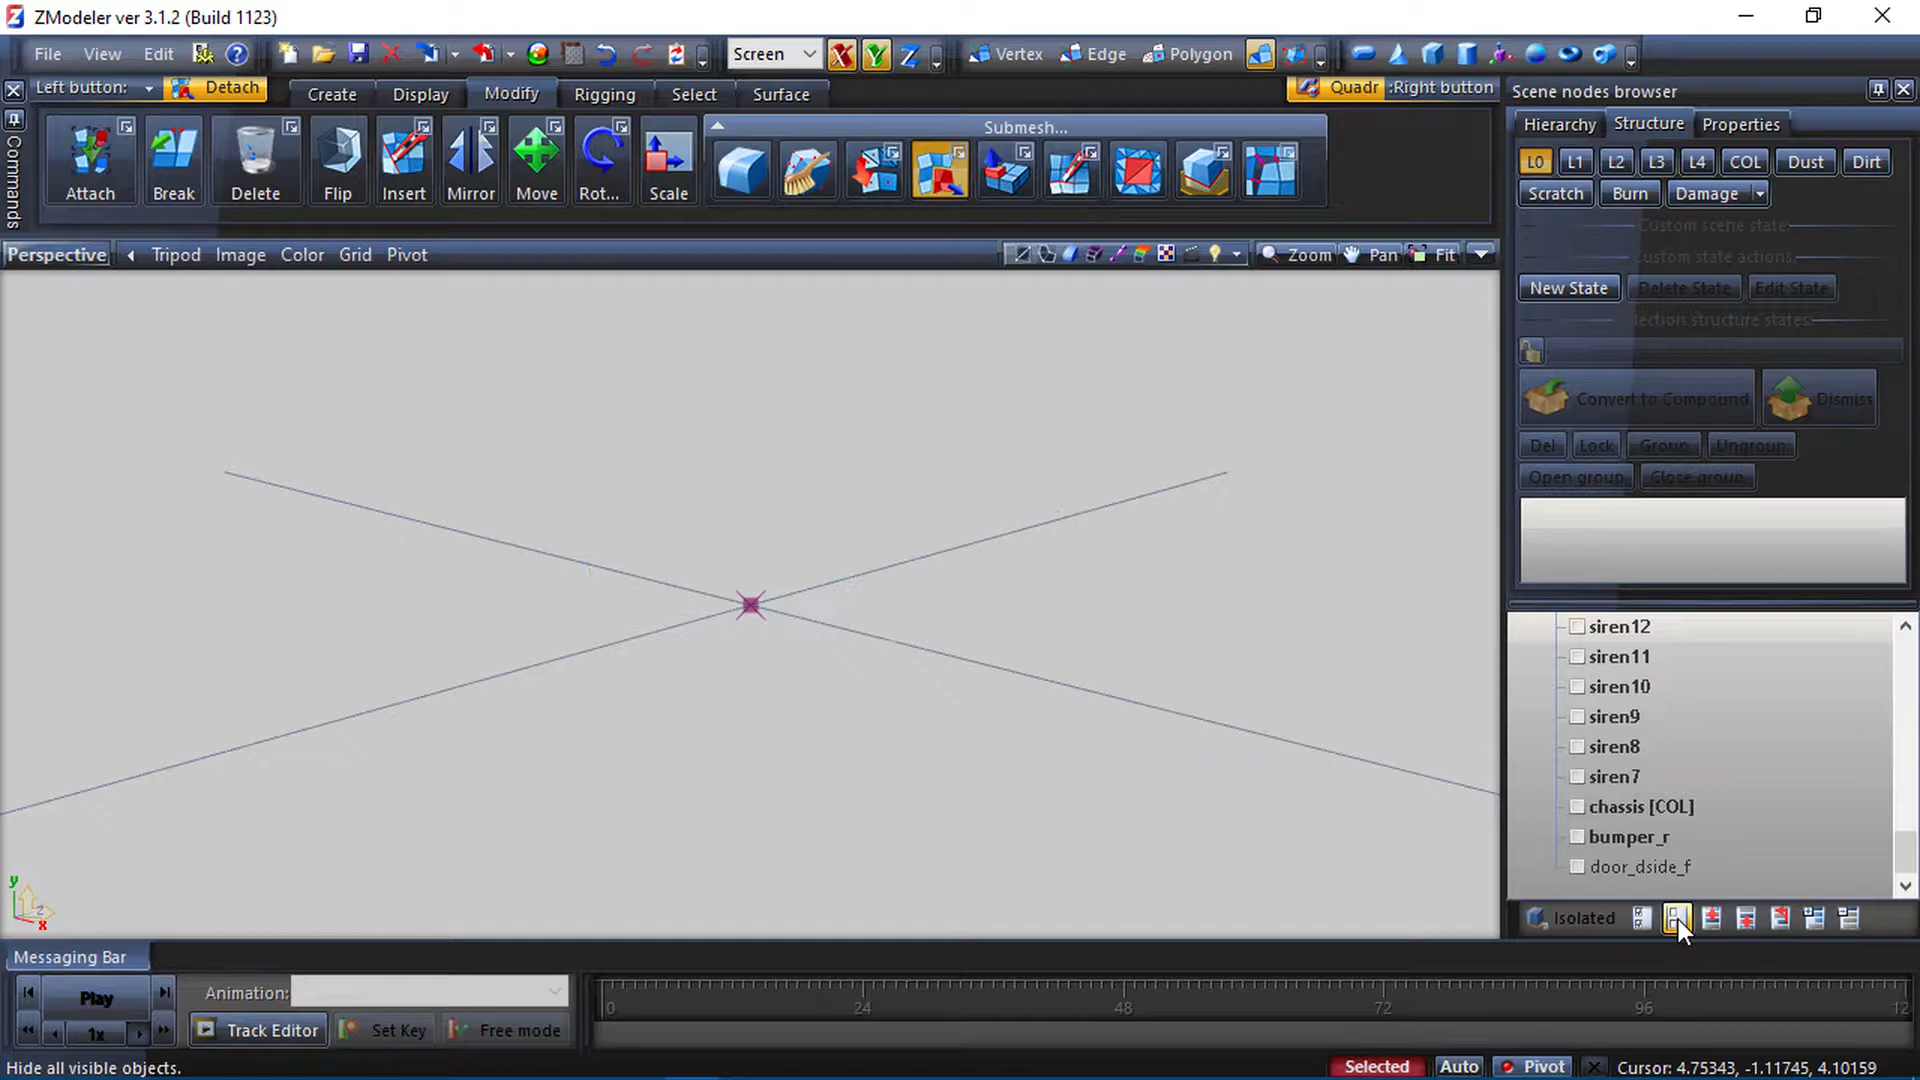 ZModeler ver 3.1.2 (Build 1123)
File View Edit Screen X Y Z Vertex Edge Polygon
Left button: Detach Quadr :Right button
Create Display Modify Rigging Select Surface
Commands
Attach Break Delete Flip Insert Mirror Move Rot... Scale
Submesh...
Perspective Tripod Image Color Grid Pivot Zoom Pan Fit
Scene nodes browser
Hierarchy Structure Properties
L0 L1 L2 L3 L4 COL Dust Dirt
Scratch Burn Damage
Custom scene state:
Custom state actions:
New State Delete State Edit State
lection structure states:
Convert to Compound Dismiss
Del Lock Group Ungroup
Open group Close group
siren12
siren11
siren10
siren9
siren8
siren7
chassis [COL]
bumper_r
door_dside_f
Isolated
y
z
x
Messaging Bar
Play Animation:
1x Track Editor Set Key Free mode
0 24 48 72 96 12
Hide all visible objects. Selected Auto Pivot Cursor: 4.75343, -1.11745, 4.10159